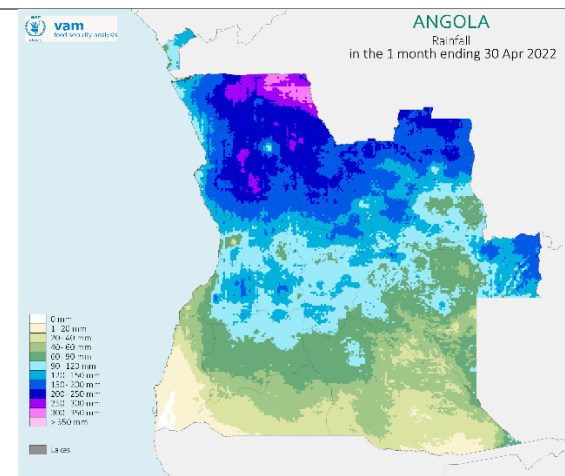 wfp
vam
food security analysis
ANGOLA
Rainfall
in the 1 month ending 30 Apr 2022
0 mm
1- 20 mm
20- 40 mm
40- 60 mm
60- 90 mm
90- 120 mm
120- 150 mm
150- 200 mm
200- 250 mm
250- 300 mm
300- 350 mm
> 350 mm
Lakes